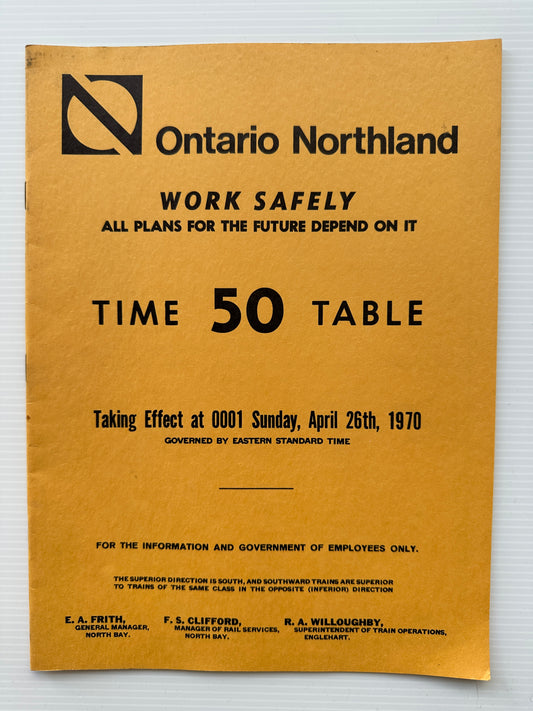 Ontario Northland
WORK SAFELY
ALL PLANS FOR THE FUTURE DEPEND ON IT
TIME 50 TABLE
Taking Effect at 0001 Sunday, April 26th, 1970
GOVERNED BY EASTERN STANDARD TIME
FOR THE INFORMATION AND GOVERNMENT OF EMPLOYEES ONLY.
THE SUPERIOR DIRECTION IS SOUTH, AND SOUTHWARD TRAINS ARE SUPERIOR
TO TRAINS OF THE SAME CLASS IN THE OPPOSITE (INFERIOR) DIRECTION
E. A. FRITH,
GENERAL MANAGER,
NORTH BAY.
F. S. CLIFFORD,
MANAGER OF RAIL SERVICES,
NORTH BAY.
R. A. WILLOUGHBY,
SUPERINTENDENT OF TRAIN OPERATIONS,
ENGLEHART.